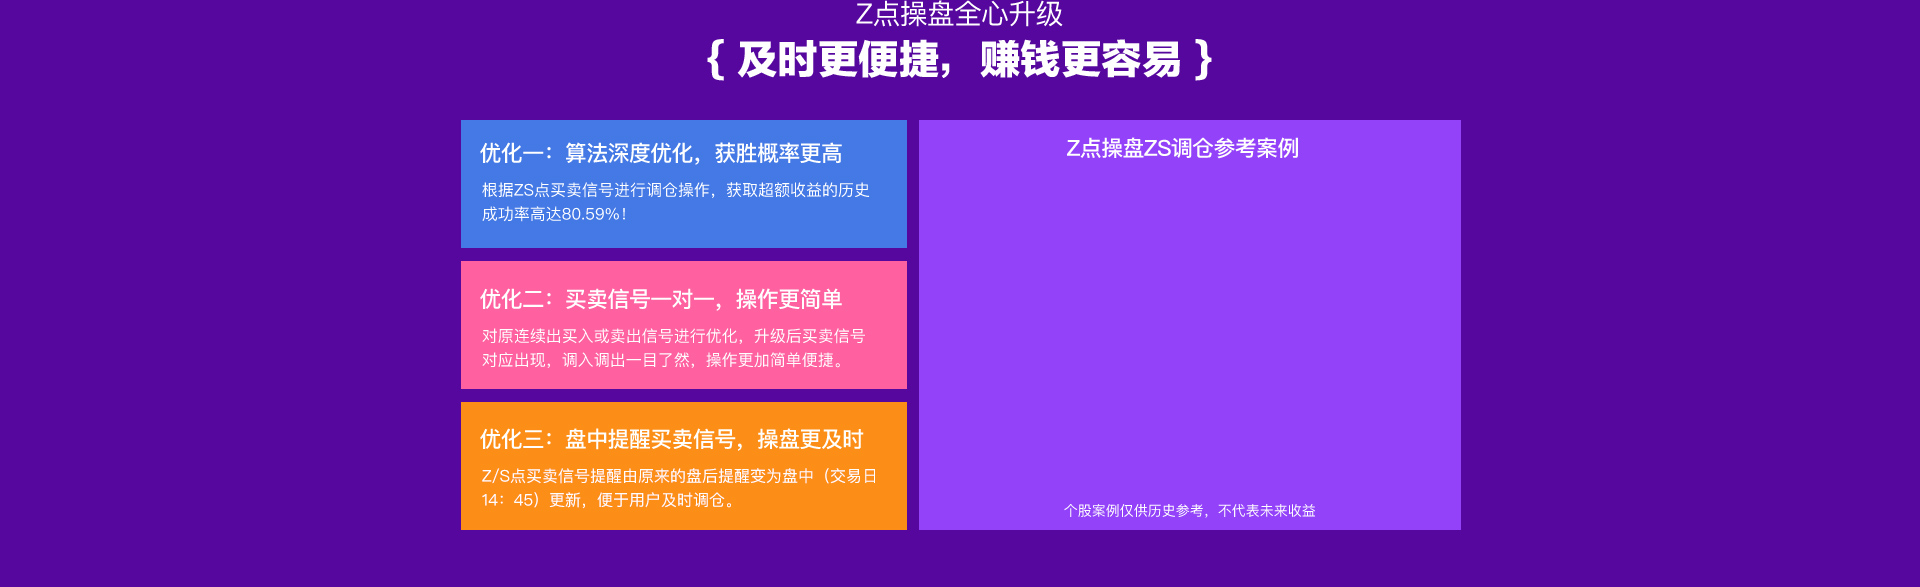 Z点操盘全心升级
{ 及时更便捷，赚钱更容易 }
优化一：算法深度优化，获胜概率更高
根据ZS点买卖信号进行调仓操作，获取超额收益的历史
成功率高达80.59%！
优化二：买卖信号一对一，操作更简单
对原连续出买入或卖出信号进行优化，升级后买卖信号
对应出现，调入调出一目了然，操作更加简单便捷。
优化三：盘中提醒买卖信号，操盘更及时
Z/S点买卖信号提醒由原来的盘后提醒变为盘中（交易日
14：45）更新，便于用户及时调仓。
Z点操盘ZS调仓参考案例
个股案例仅供历史参考，不代表未来收益